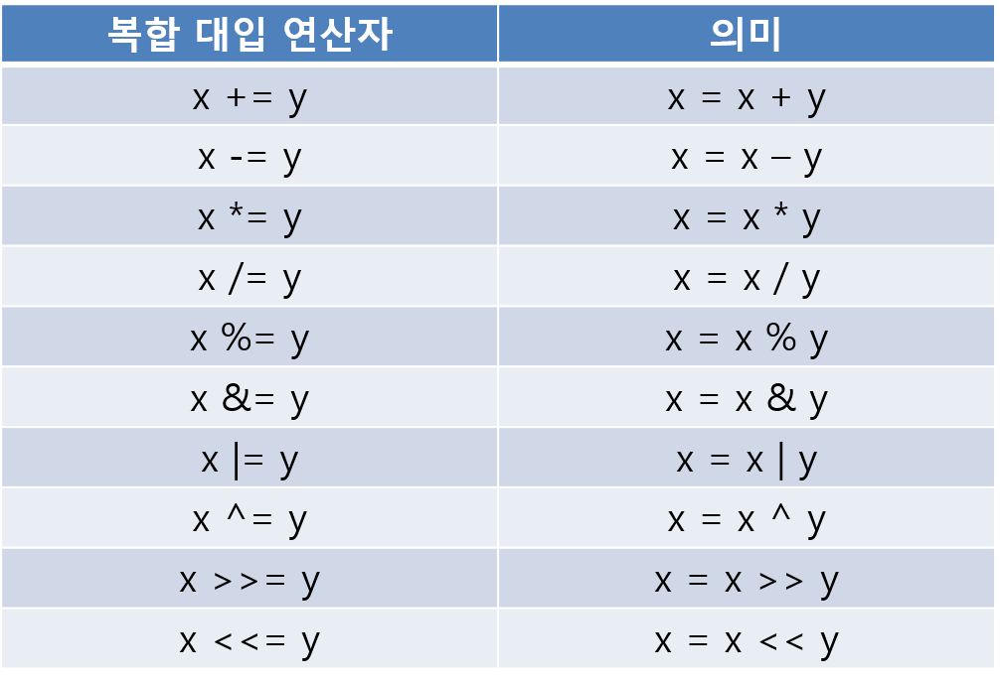 복합 대입 연산자 의미
x += y x = x + y
x -= y x = x – y
x *= y x = x * y
x /= y x = x / y
x %= y x = x % y
x &= y x = x & y
x |= y x = x | y
x ^= y x = x ^ y
x >>= y x = x >> y
x <<= y x = x << y